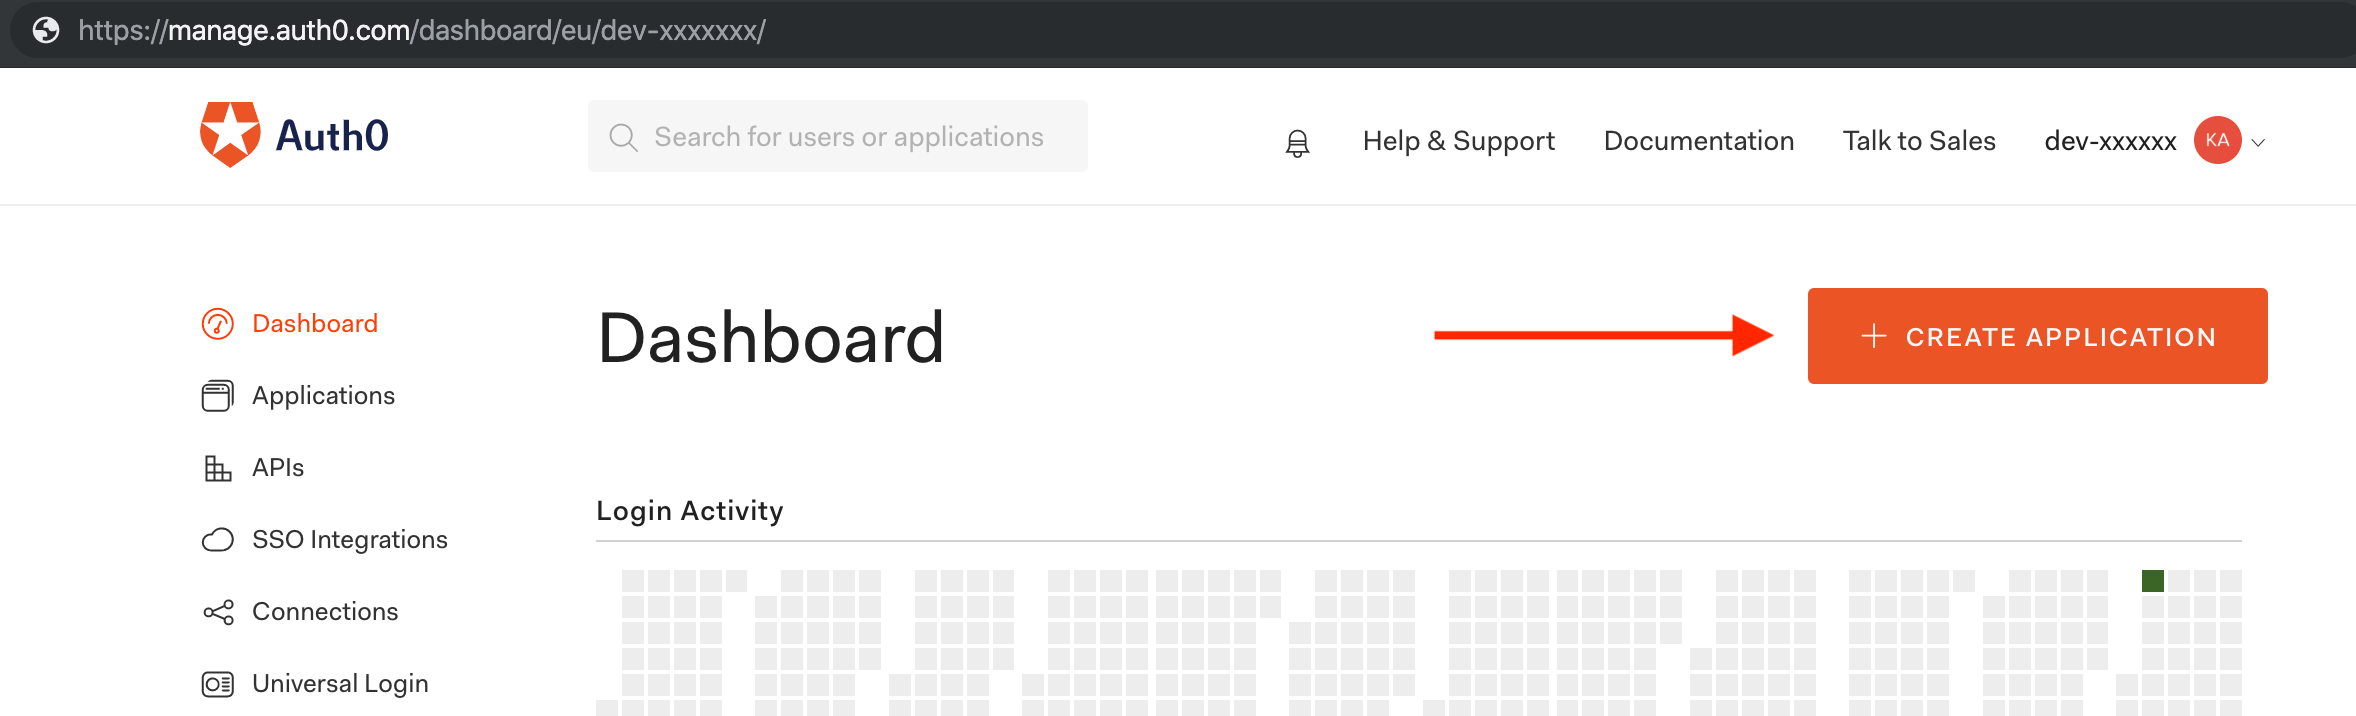 https://manage.auth0.com/dashboard/eu/dev-xxxxxxx/
Auth0
Search for users or applications
Help & Support
Documentation
Talk to Sales
dev-xxxxxx
KA
Dashboard
Applications
APIs
SSO Integrations
Connections
Universal Login
Dashboard
CREATE APPLICATION
Login Activity